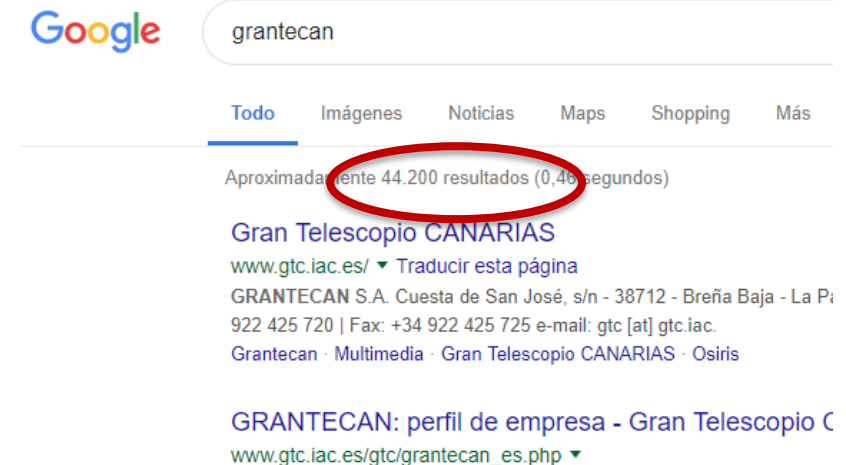 Google grantecan
Todo Imágenes Noticias Maps Shopping Más
Aproximadamente 44.200 resultados (0,46 segundos)
Gran Telescopio CANARIAS
www.gtc.iac.es/ ▼ Traducir esta página
GRANTECAN S.A. Cuesta de San José, s/n - 38712 - Breña Baja - La
922 425 720 | Fax: +34 922 425 725 e-mail: gtc [at] gtc.iac.
Grantecan · Multimedia · Gran Telescopio CANARIAS · Osiris
GRANTECAN: perfil de empresa - Gran Telescopio
www.gtc.iac.es/gtc/grantecan_es.php ▼